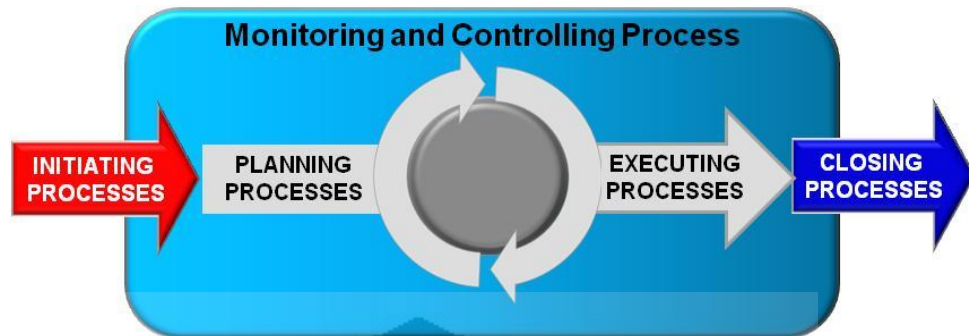 Monitoring and Controlling Process
INITIATING
PROCESSES
PLANNING
PROCESSES
EXECUTING
PROCESSES
CLOSING
PROCESSES